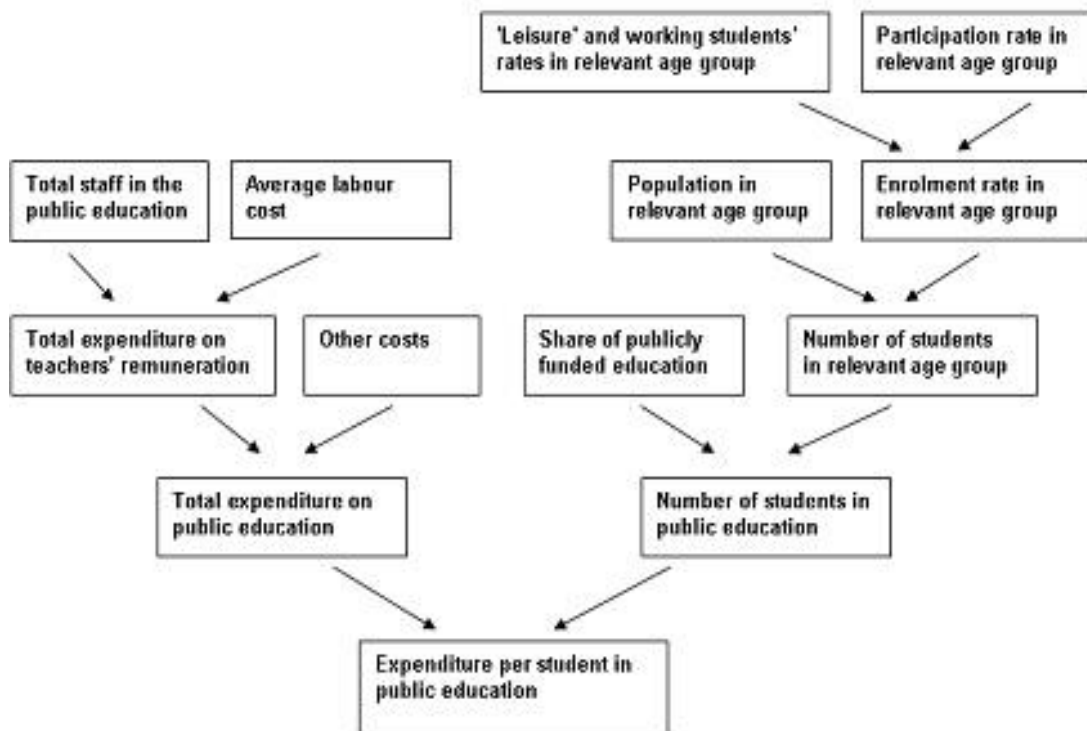 'Leisure' and working students'
rates in relevant age group
Participation rate in
relevant age group
Total staff in the
public education
Average labour
cost
Population in
relevant age group
Enrolment rate in
relevant age group
Total expenditure on
teachers' remuneration
Other costs
Share of publicly
funded education
Number of students
in relevant age group
Total expenditure on
public education
Number of students in
public education
Expenditure per student in
public education